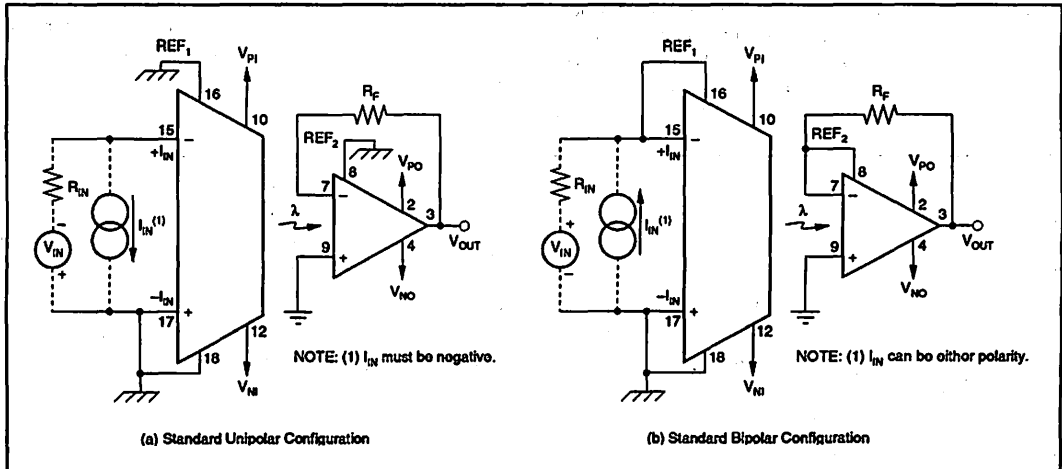 REF1
VPI
16
10
15
−
+IIN
RIN
−
VIN
+
IIN(1)
−IIN
17
+
18
12
VNI
RF
REF2
8
VPO
7
−
2
λ
3
9
+
4
VOUT
VNO
NOTE: (1) IIN must be negative.
(a) Standard Unipolar Configuration
REF1
VPI
16
10
15
−
+IIN
RIN
+
VIN
−
IIN(1)
−IIN
17
+
18
12
VNI
RF
REF2
8
VPO
7
−
2
λ
3
9
+
4
VOUT
VNO
NOTE: (1) IIN can be either polarity.
(b) Standard Bipolar Configuration